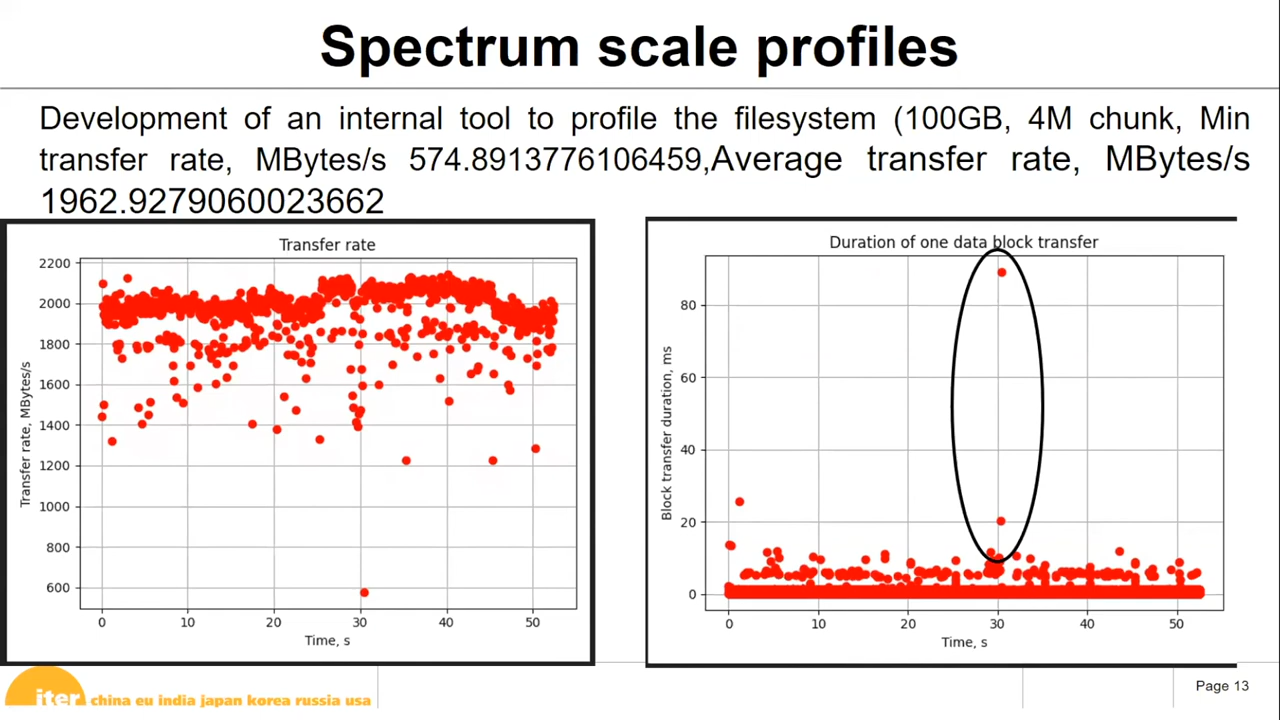 Spectrum scale profiles
Development of an internal tool to profile the filesystem (100GB, 4M chunk, Min
transfer rate, MBytes/s 574.8913776106459,Average transfer rate, MBytes/s
1962.9279060023662
Transfer rate
2200
2000
1800
1600
1400
1200
1000
800
600
Transfer rate, MBytes/s
0 10 20 30 40 50
Time, s
Duration of one data block transfer
80
60
40
20
0
Block transfer duration, ms
0 10 20 30 40 50
Time, s
iter china eu india japan korea russia usa
Page 13